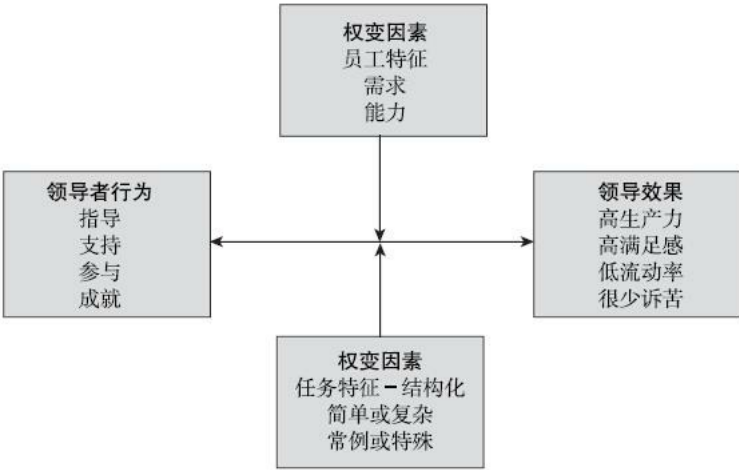 权变因素
员工特征
需求
能力
领导者行为
指导
支持
参与
成就
领导效果
高生产力
高满足感
低流动率
很少诉苦
权变因素
任务特征－结构化
简单或复杂
常例或特殊